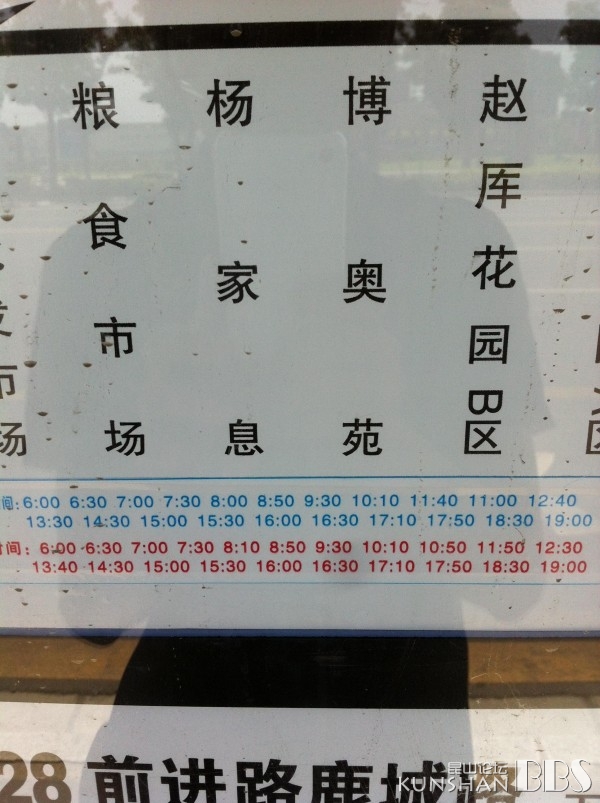 市场
粮食市场
杨家息
博奥苑
赵厍花园B区
间：6:00 6:30 7:00 7:30 8:00 8:50 9:30 10:10 11:40 11:00 12:40
13:30 14:30 15:00 15:30 16:00 16:30 17:10 17:50 18:30 19:00
时间：6:00 6:30 7:00 7:30 8:10 8:50 9:30 10:10 10:50 11:50 12:30
13:40 14:30 15:00 15:30 16:00 16:30 17:10 17:50 18:30 19:00
28 前进路鹿城
昆山论坛
KUNSHAN BBS